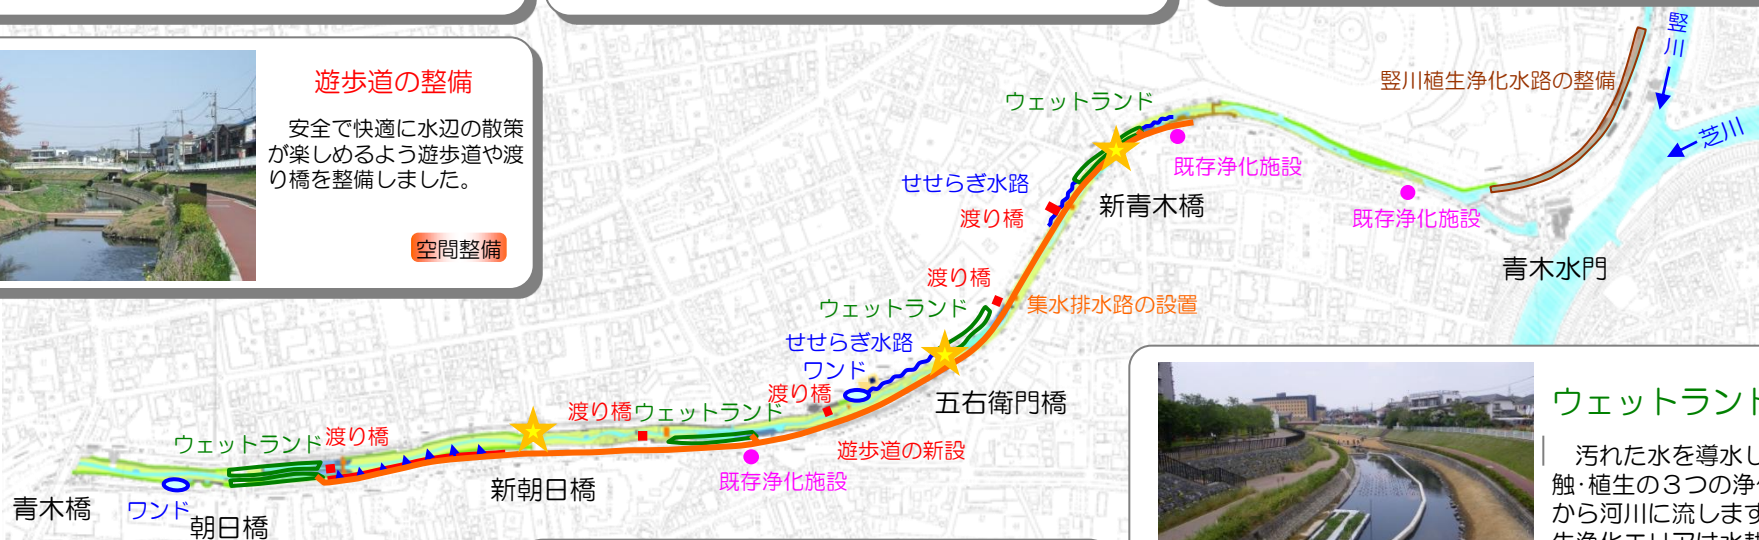 遊歩道の整備
安全で快適に水辺の散策
が楽しめるよう遊歩道や渡
り橋を整備しました。
空間整備
竪川
芝川
竪川植生浄化水路の整備
ウェットランド
既存浄化施設
せせらぎ水路
渡り橋
新青木橋
既存浄化施設
青木水門
渡り橋
ウェットランド
集水排水路の設置
せせらぎ水路
ワンド
渡り橋
五右衛門橋
渡り橋
ウェットランド
遊歩道の新設
ウェットランド
渡り橋
既存浄化施設
新朝日橋
青木橋
ワンド
朝日橋
ウェットランド
汚れた水を導水し
触・植生の３つの浄
から河川に流します